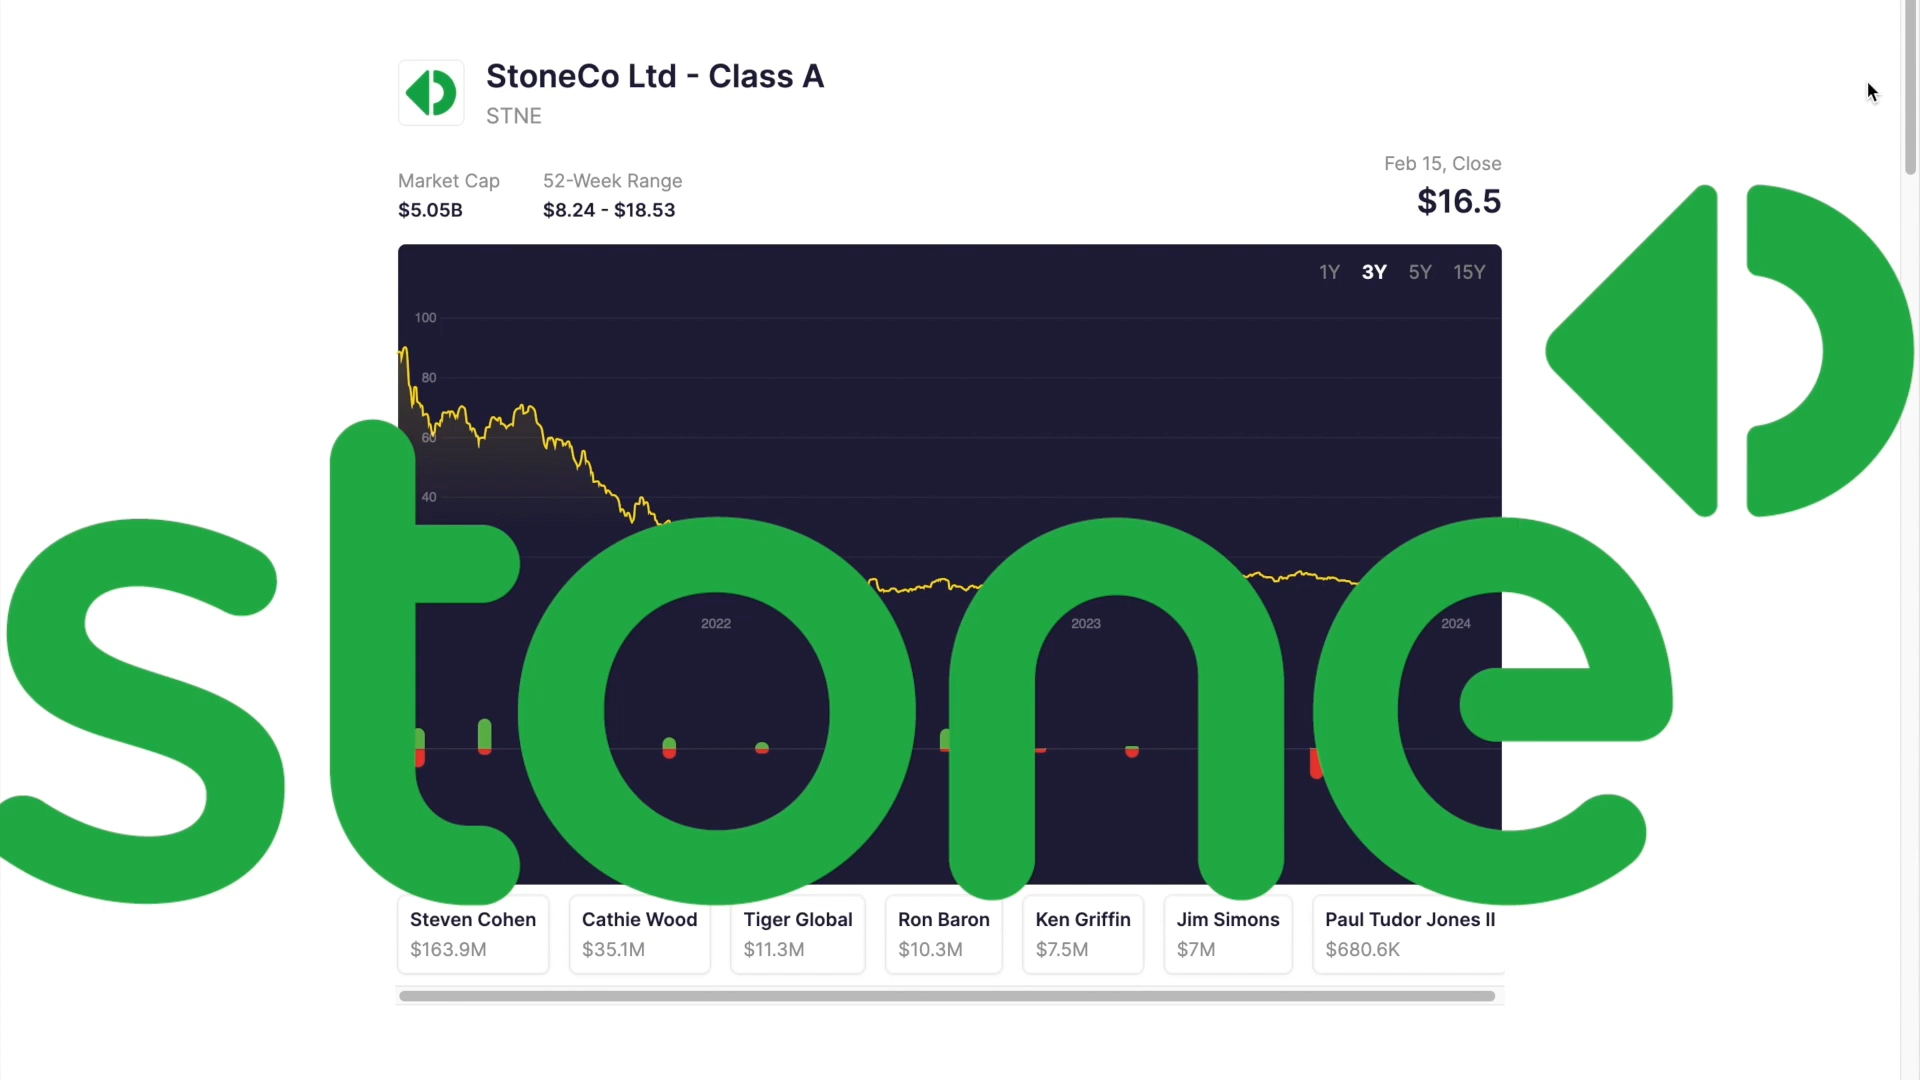 StoneCo Ltd - Class A
STNE
Market Cap
$5.05B
52-Week Range
$8.24 - $18.53
Feb 15, Close
$16.5
1Y 3Y 5Y 15Y
100
80
60
40
2022 2023 2024
stone
Steven Cohen
$163.9M
Cathie Wood
$35.1M
Tiger Global
$11.3M
Ron Baron
$10.3M
Ken Griffin
$7.5M
Jim Simons
$7M
Paul Tudor Jones II
$680.6K